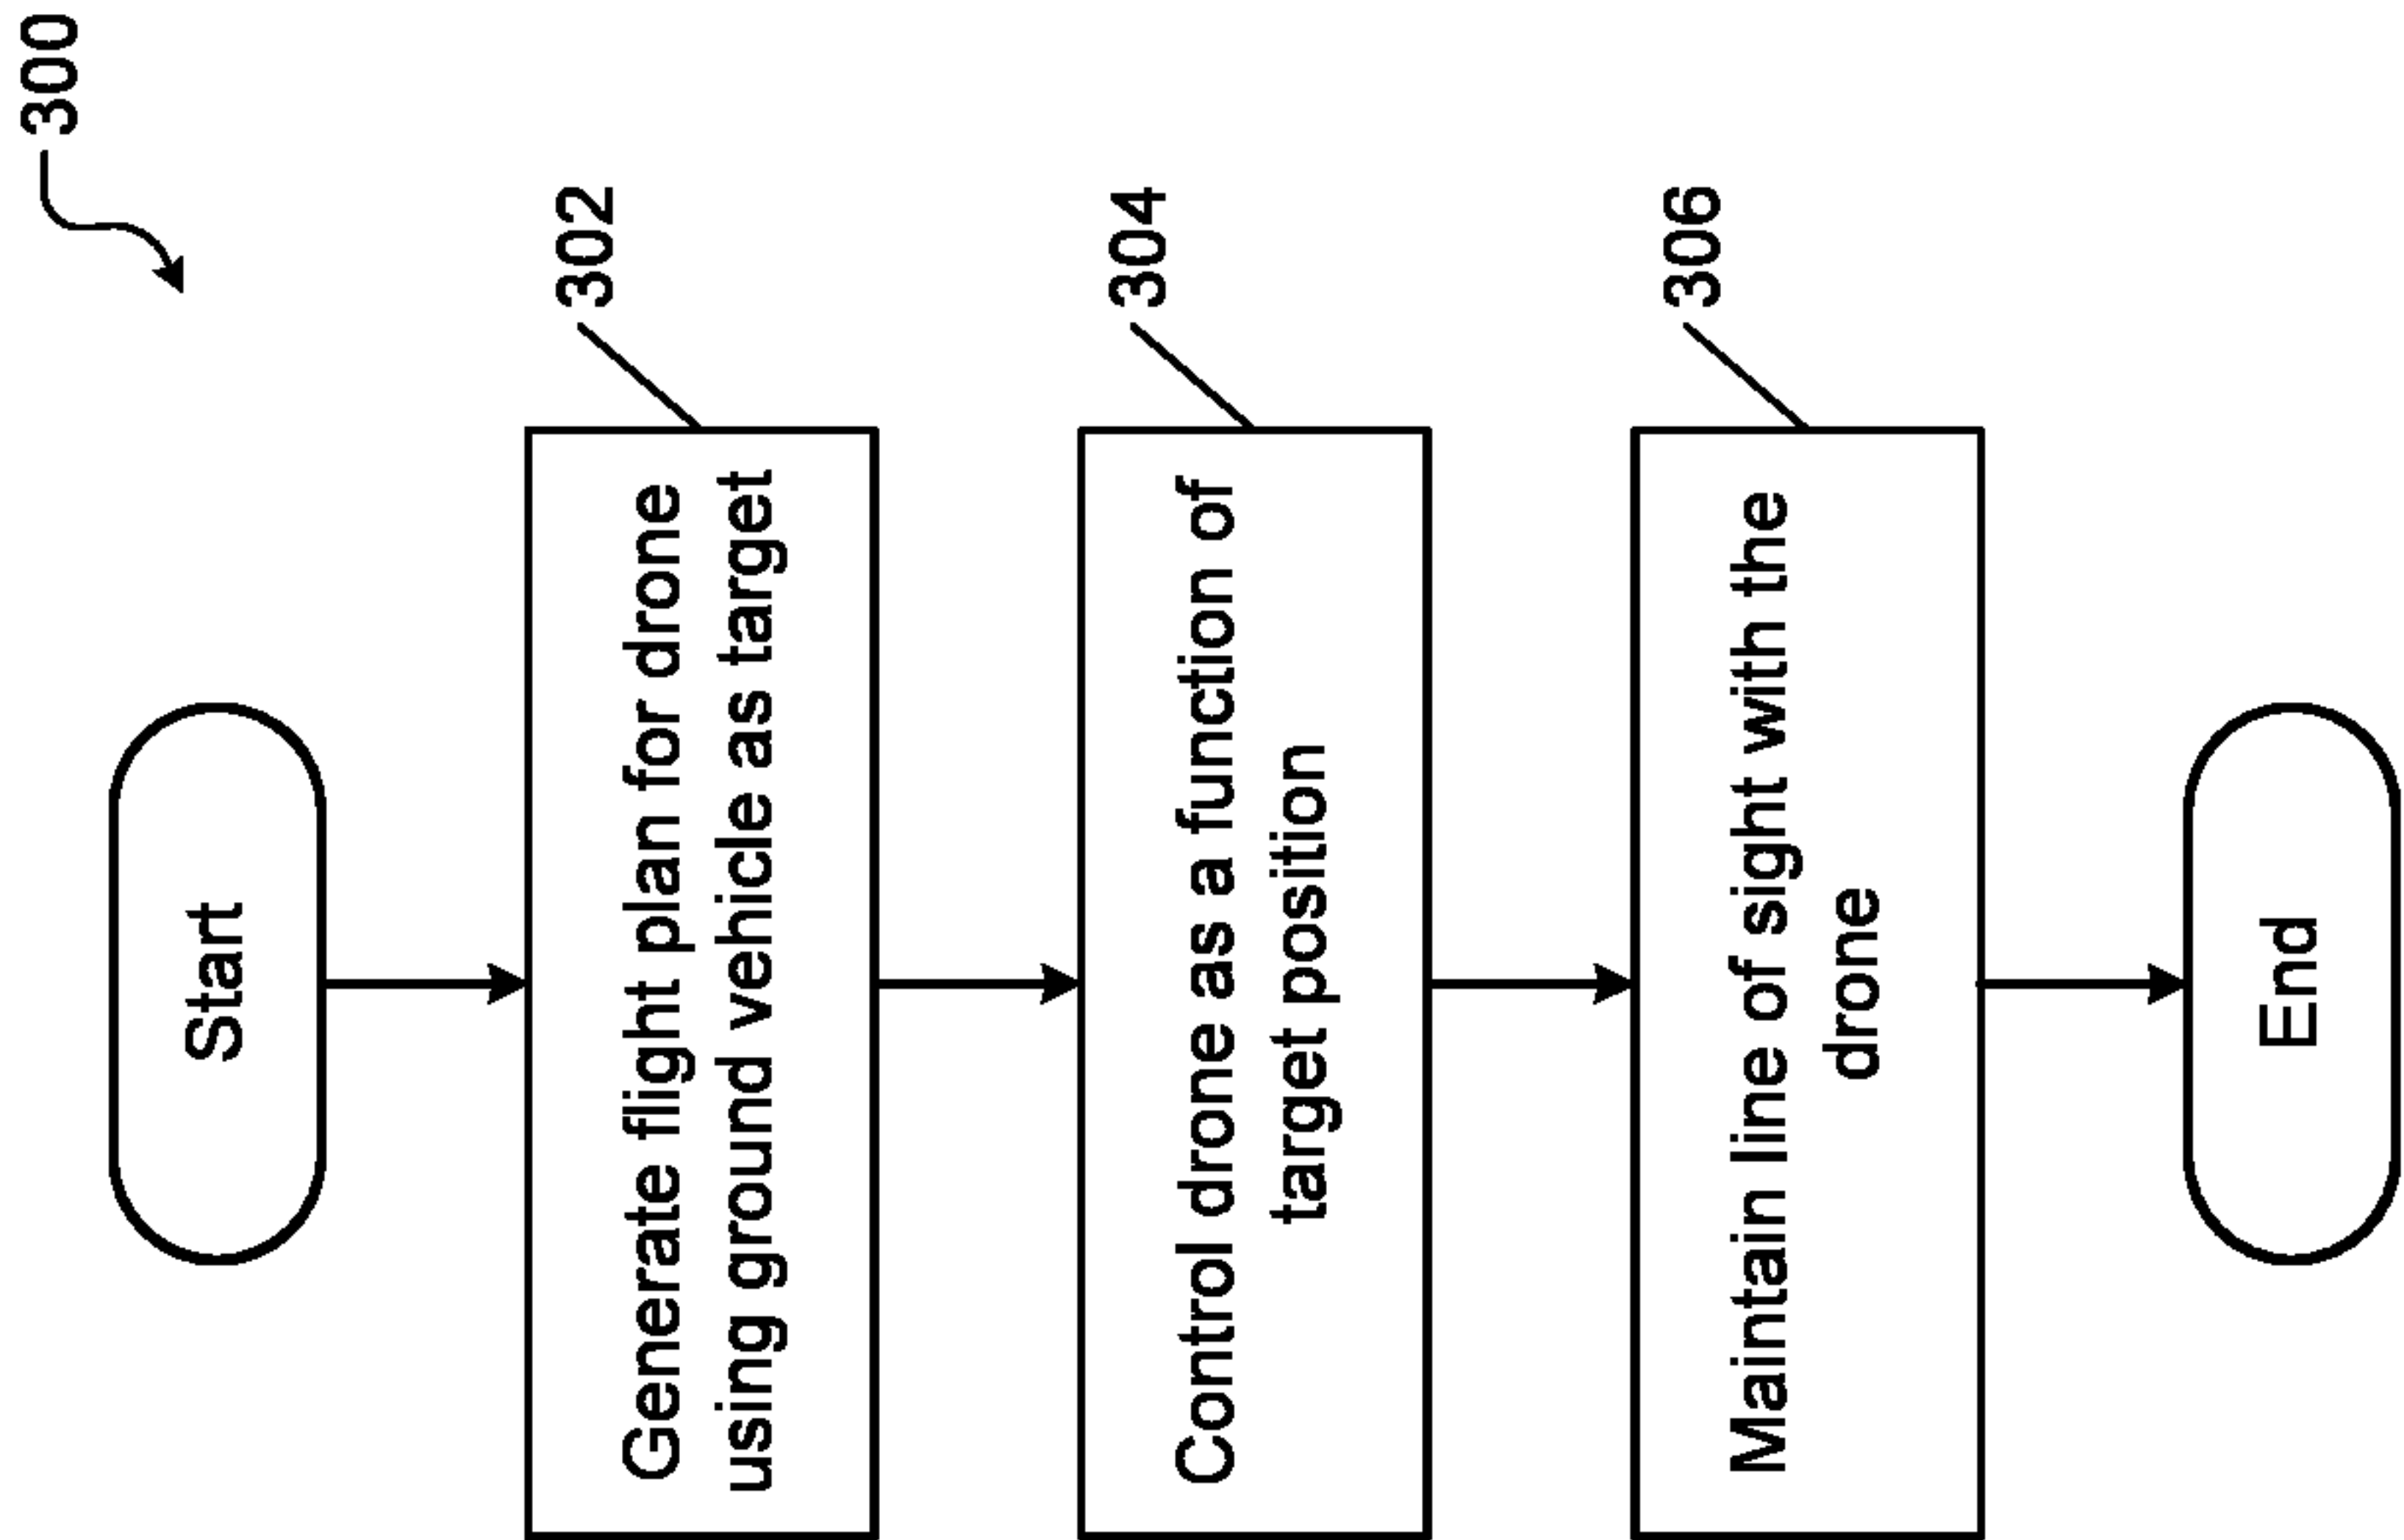 300
Start
Generate flight plan for drone
using ground vehicle as target
302
Control drone as a function of
target position
304
Maintain line of sight with the
drone
306
End